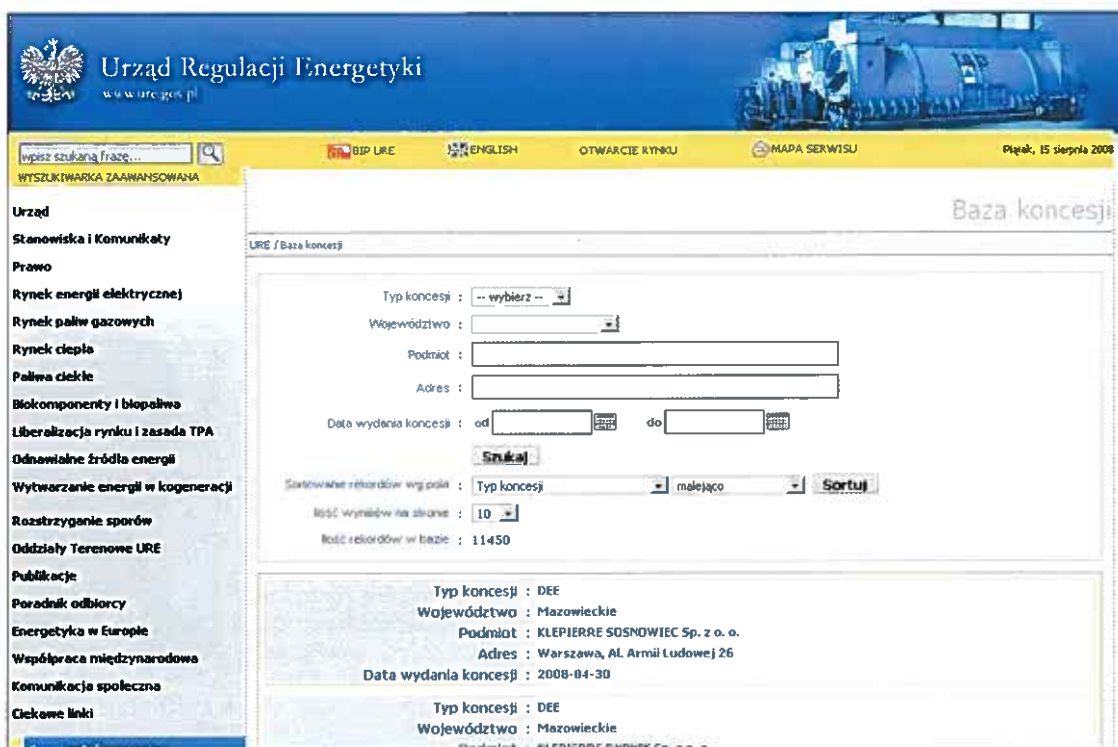 Urząd Regulacji Energetyki
www.ure.gov.pl
wpisz szukaną frazę...
BIP URE
ENGLISH
OTWARCIE RYNKU
MAPA SERWISU
Piątek, 15 sierpnia 2008
WYSZUKIWARKA ZAAWANSOWANA
Urząd
Stanowiska i Komunikaty
Prawo
Rynek energii elektrycznej
Rynek paliw gazowych
Rynek ciepła
Paliwa ciekłe
Biokomponenty i biopaliwa
Liberalizacja rynku i zasada TPA
Odnawialne źródła energii
Wytwarzanie energii w kogeneracji
Rozstrzyganie sporów
Oddziały Terenowe URE
Publikacje
Poradnik odbiorcy
Energetyka w Europie
Współpraca międzynarodowa
Komunikacja społeczna
Ciekawe linki
Baza koncesji
URE / Baza koncesji
Typ koncesji : -- wybierz --
Województwo :
Podmiot :
Adres :
Data wydania koncesji : od do
Szukaj
Sortowanie rekordów wg pola : Typ koncesji malejąco Sortuj
Ilość wyników na stronie : 10
Ilość rekordów w bazie : 11450
Typ koncesji : DEE
Województwo : Mazowieckie
Podmiot : KLEPIERRE SOSNOWIEC Sp. z o. o.
Adres : Warszawa, Al. Armii Ludowej 26
Data wydania koncesji : 2008-04-30
Typ koncesji : DEE
Województwo : Mazowieckie